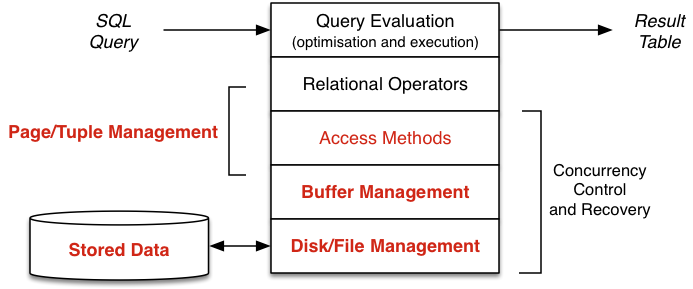 SQL
Query
Query Evaluation
(optimisation and execution)
Result
Table
Relational Operators
Page/Tuple Management
Access Methods
Buffer Management
Concurrency
Control
and Recovery
Stored Data
Disk/File Management